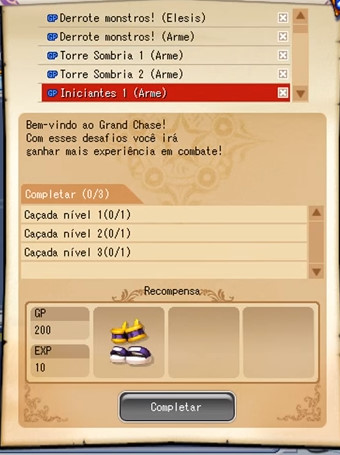 GP Derrote monstros! (Elesis)
GP Derrote monstros! (Arme)
GP Torre Sombria 1 (Arme)
GP Torre Sombria 2 (Arme)
GP Iniciantes 1 (Arme)
Bem-vindo ao Grand Chase!
Com esses desafios você irá
ganhar mais experiência em combate!
Completar (0/3)
Caçada nível 1(0/1)
Caçada nível 2(0/1)
Caçada nível 3(0/1)
Recompensa
GP
200
EXP
10
Completar